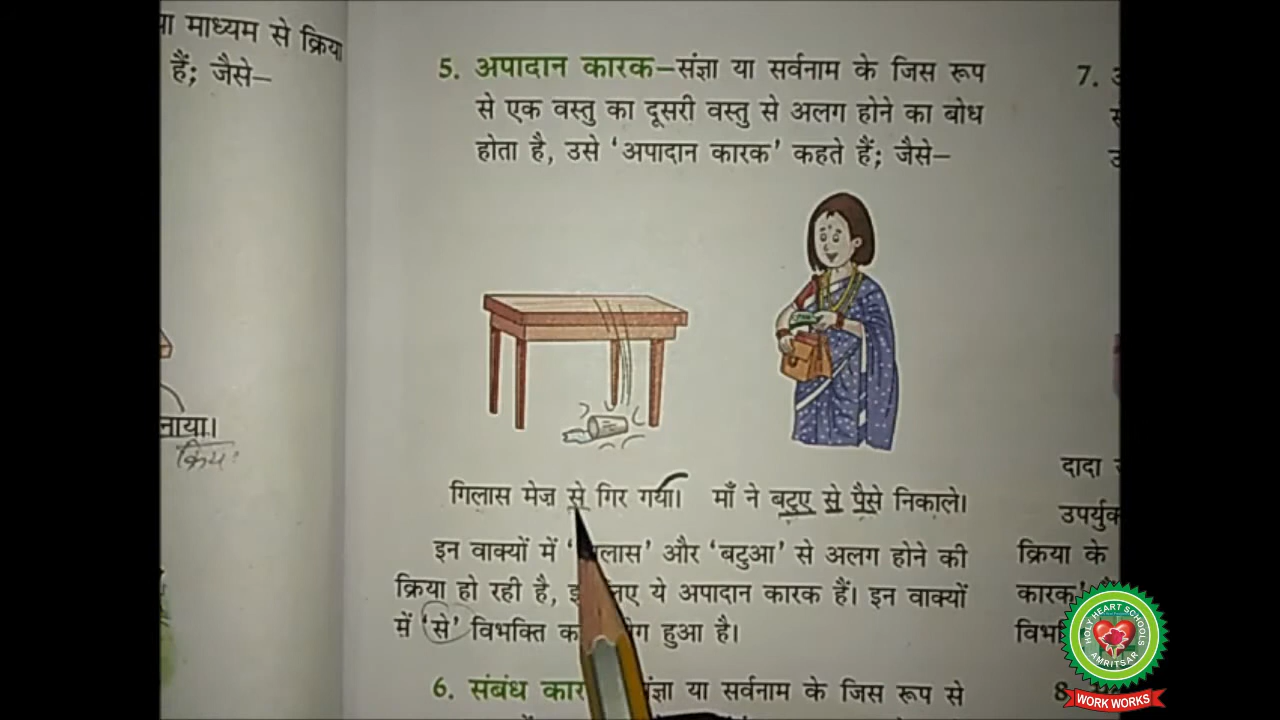 या माध्यम से क्रिया
हैं; जैसे–
नाया।
5. अपादान कारक–संज्ञा या सर्वनाम के जिस रूप
से एक वस्तु का दूसरी वस्तु से अलग होने का बोध
होता है, उसे ‘अपादान कारक’ कहते हैं; जैसे–
गिलास मेज़ से गिर गया। माँ ने बटुए से पैसे निकाले।
इन वाक्यों में और ‘बटुआ’ से अलग होने की
क्रिया हो रही है, ये अपादान कारक हैं। इन वाक्यों
में ‘से’ विभक्ति हुआ है।
6. संबंध या सर्वनाम के जिस रूप से
7.
दादा
क्रिया के
कारक’
8.
HOLY HEART SCHOOLS
AMRITSAR
WORK WORKS